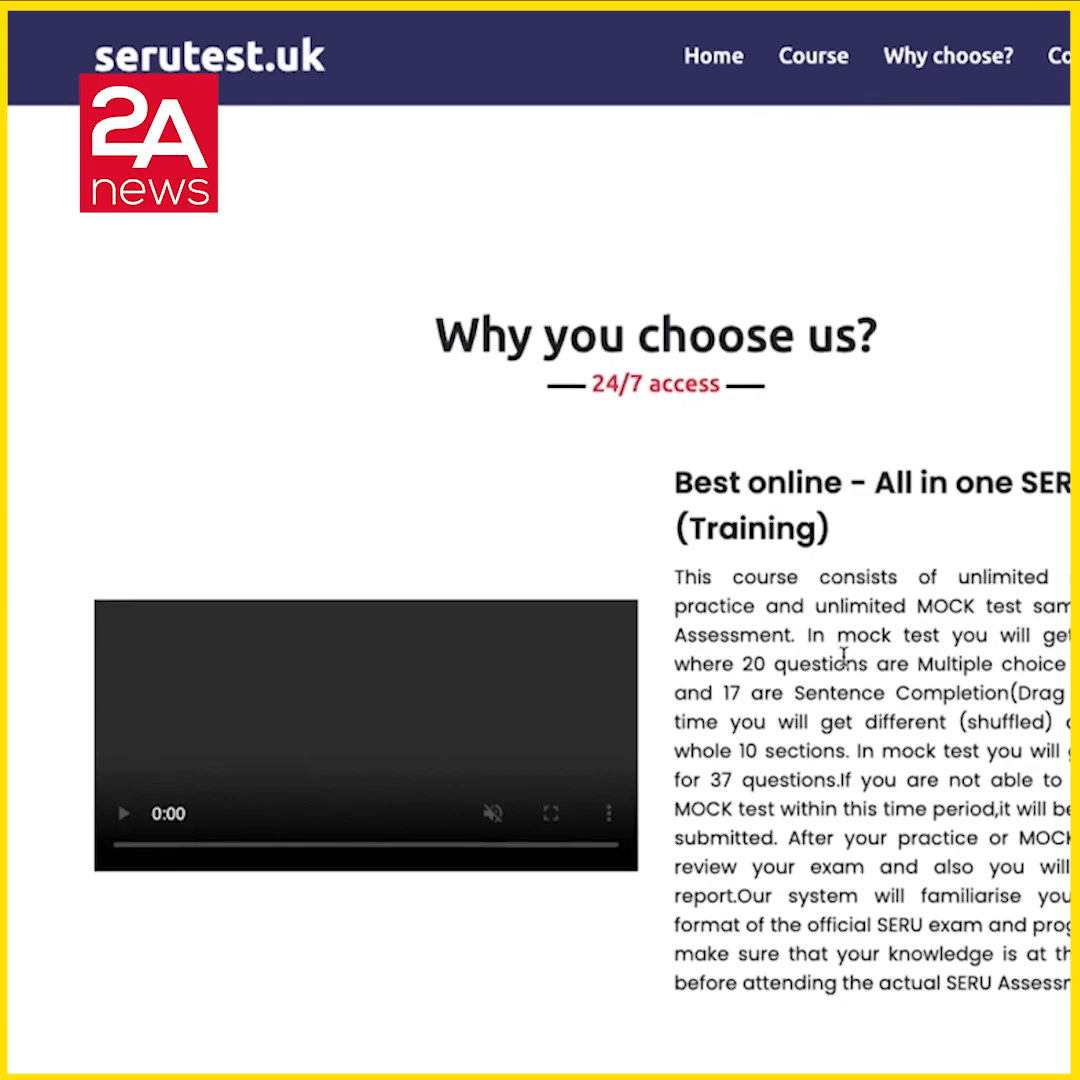 serutest.uk
Home Course Why choose?
2A
news
Why you choose us?
24/7 access
Best online - All in one
(Training)
This course consists of unlimited
practice and unlimited MOCK test
Assessment. In mock test you will
where 20 questions are Multiple choice
and 17 are Sentence Completion(Drag
time you will get different (shuffled)
whole 10 sections. In mock test you will
for 37 questions.If you are not able to
MOCK test within this time period,it will
submitted. After your practice or
review your exam and also you will
report.Our system will familiarise
format of the official SERU exam and
make sure that your knowledge is at
before attending the actual SERU
0:00